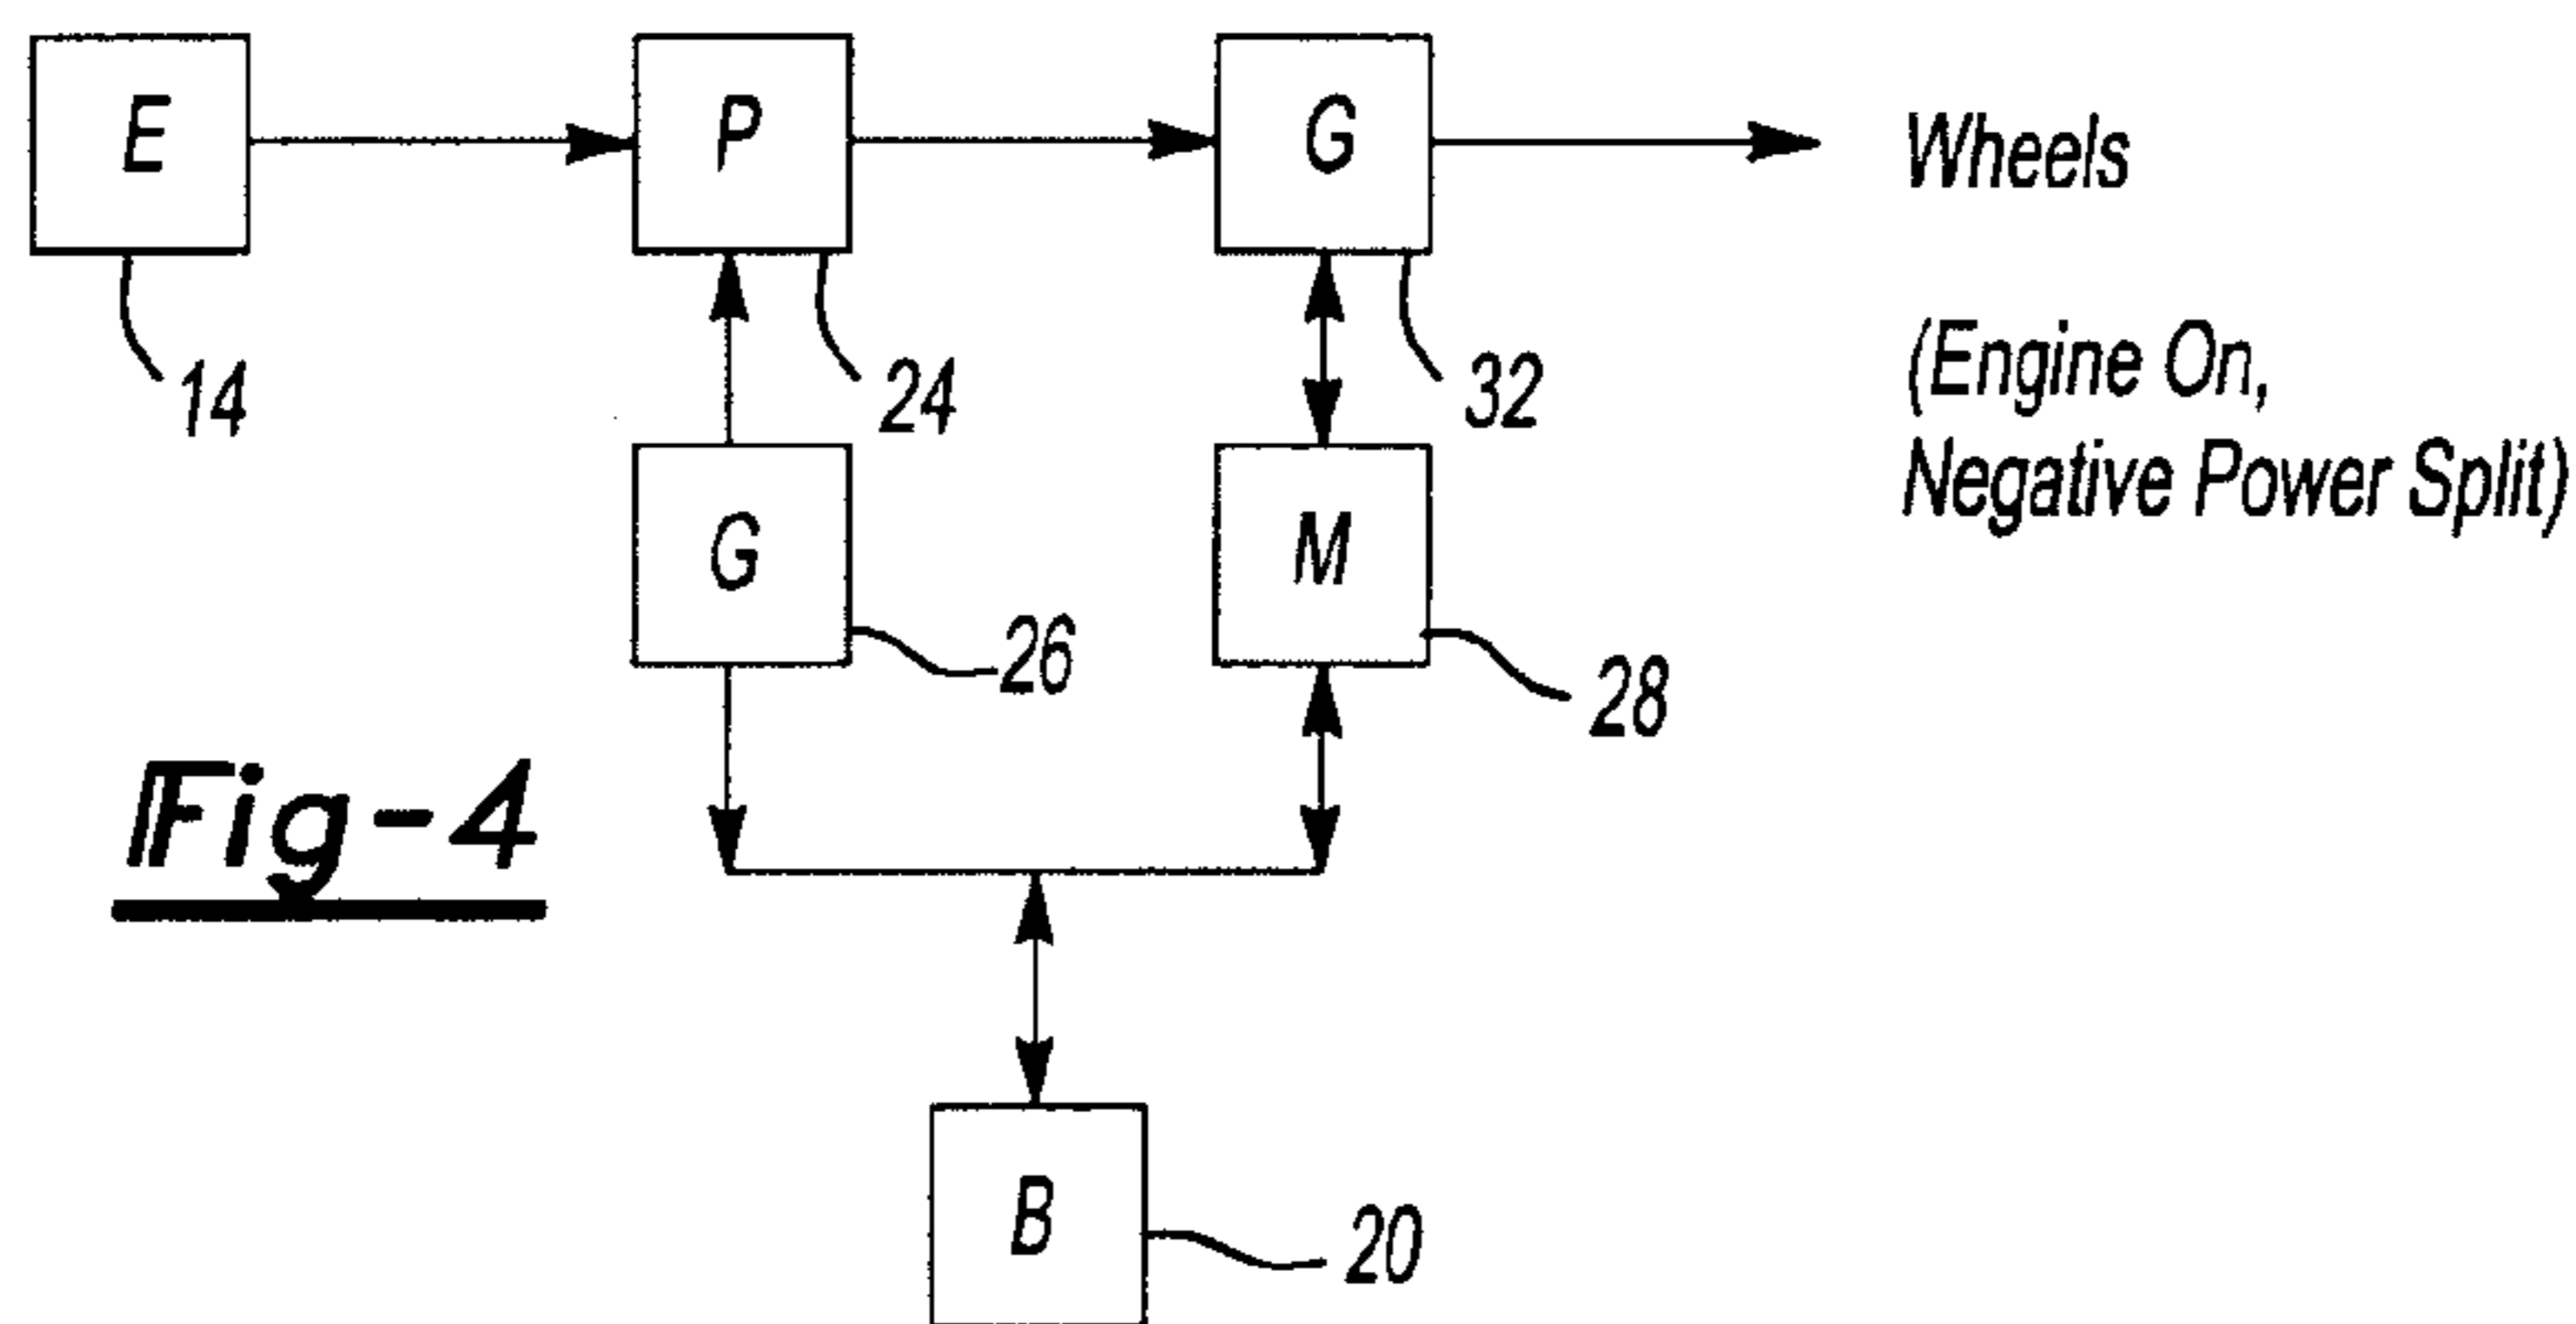 E
P
G
Wheels
14
24
32
(Engine On,
Negative Power Split)
G
M
26
28
Fig-4
B
20